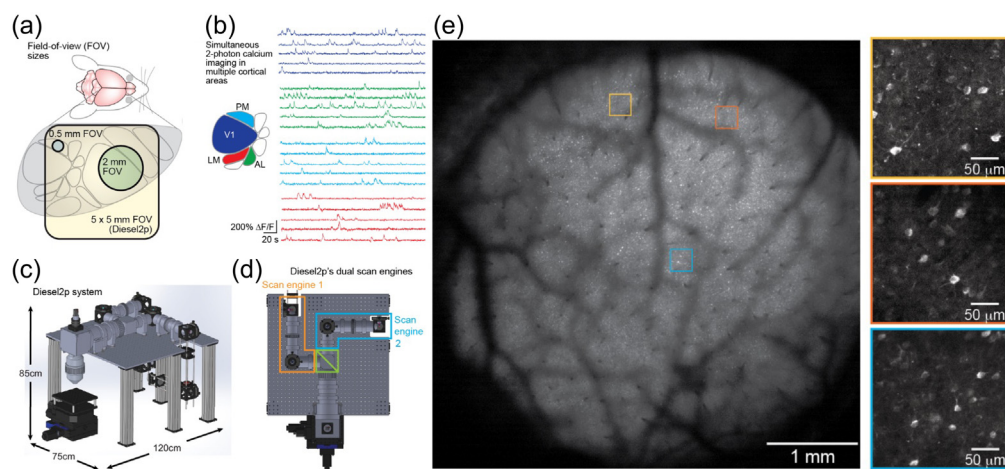 (a)
Field-of-view (FOV)
sizes
0.5 mm FOV
2 mm
FOV
5 x 5 mm FOV
(Diesel2p)
(b)
Simultaneous
2-photon calcium
imaging in
multiple cortical
areas
PM
V1
LM
AL
200% ΔF/F
20 s
(c)
Diesel2p system
85cm
75cm
120cm
(d)
Diesel2p's dual scan engines
Scan engine 1
Scan
engine
2
(e)
1 mm
50 μm
50 μm
50 μm